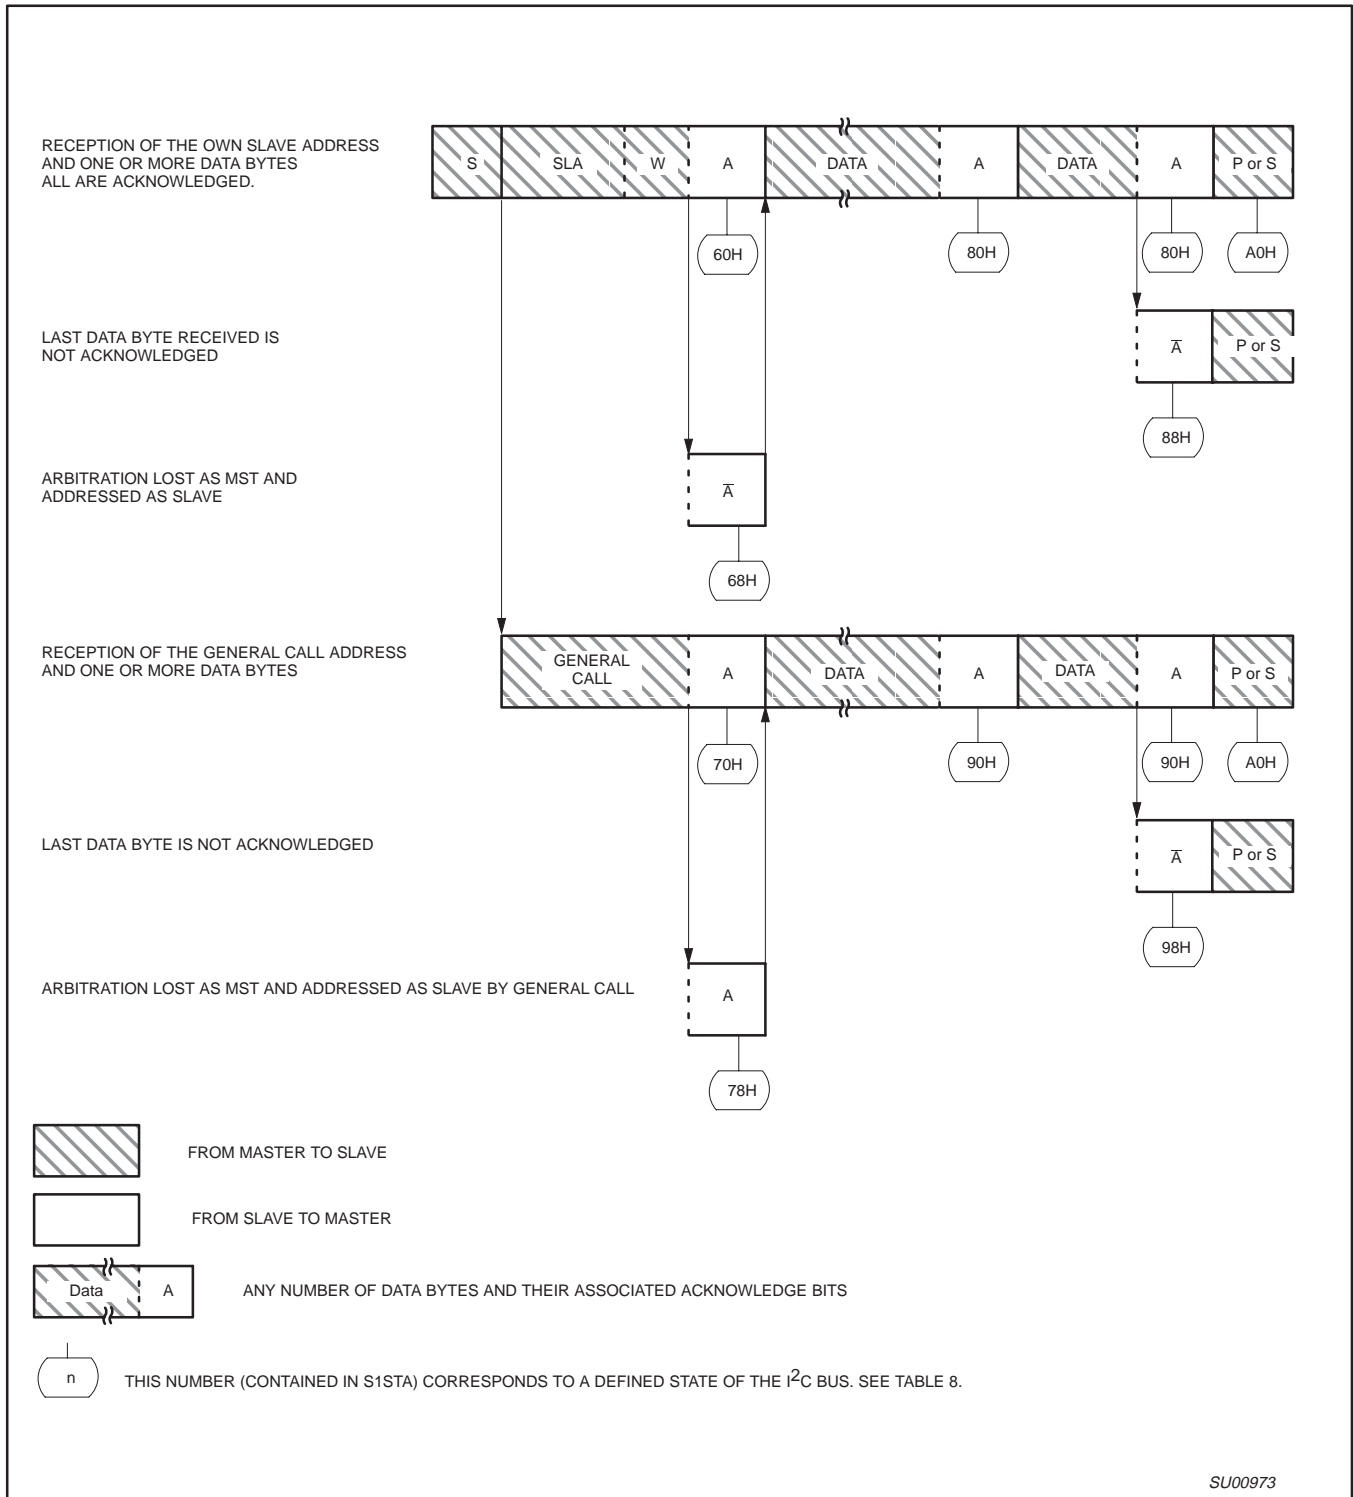 RECEPTION OF THE OWN SLAVE ADDRESS
AND ONE OR MORE DATA BYTES
ALL ARE ACKNOWLEDGED.
S SLA W A DATA A DATA A P or S
60H 80H 80H A0H
LAST DATA BYTE RECEIVED IS
NOT ACKNOWLEDGED
A̅ P or S
88H
ARBITRATION LOST AS MST AND
ADDRESSED AS SLAVE
A̅
68H
RECEPTION OF THE GENERAL CALL ADDRESS
AND ONE OR MORE DATA BYTES
GENERAL
CALL
A DATA A DATA A P or S
70H 90H 90H A0H
LAST DATA BYTE IS NOT ACKNOWLEDGED
A̅ P or S
98H
ARBITRATION LOST AS MST AND ADDRESSED AS SLAVE BY GENERAL CALL
A
78H
FROM MASTER TO SLAVE
FROM SLAVE TO MASTER
Data A ANY NUMBER OF DATA BYTES AND THEIR ASSOCIATED ACKNOWLEDGE BITS
n THIS NUMBER (CONTAINED IN S1STA) CORRESPONDS TO A DEFINED STATE OF THE I²C BUS. SEE TABLE 8.
SU00973